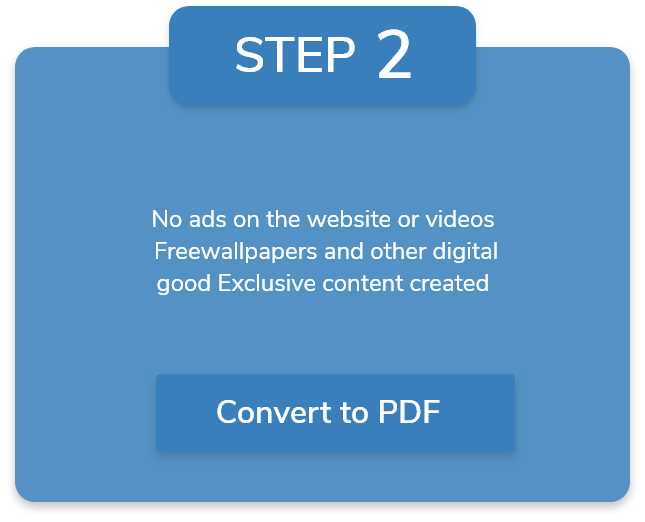 STEP 2
No ads on the website or videos
Freewallpapers and other digital
good Exclusive content created
Convert to PDF